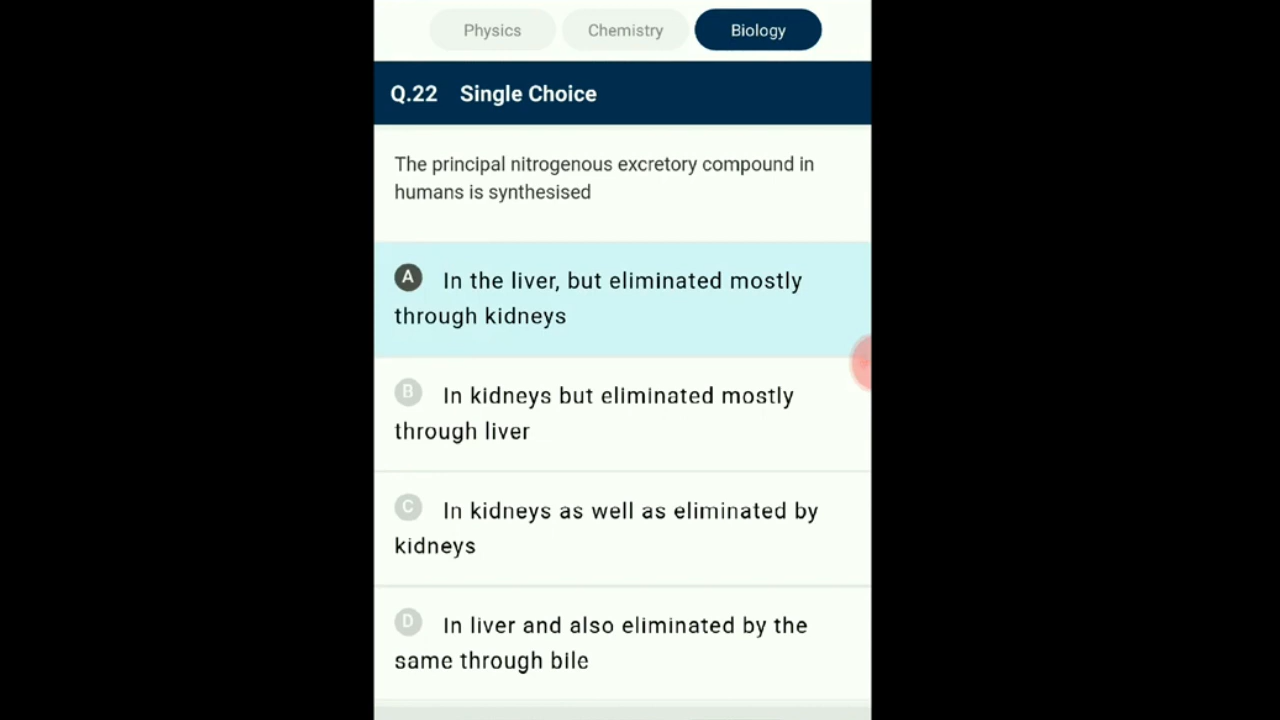 Physics Chemistry Biology
Q.22 Single Choice
The principal nitrogenous excretory compound in
humans is synthesised
A In the liver, but eliminated mostly
through kidneys
B In kidneys but eliminated mostly
through liver
C In kidneys as well as eliminated by
kidneys
D In liver and also eliminated by the
same through bile